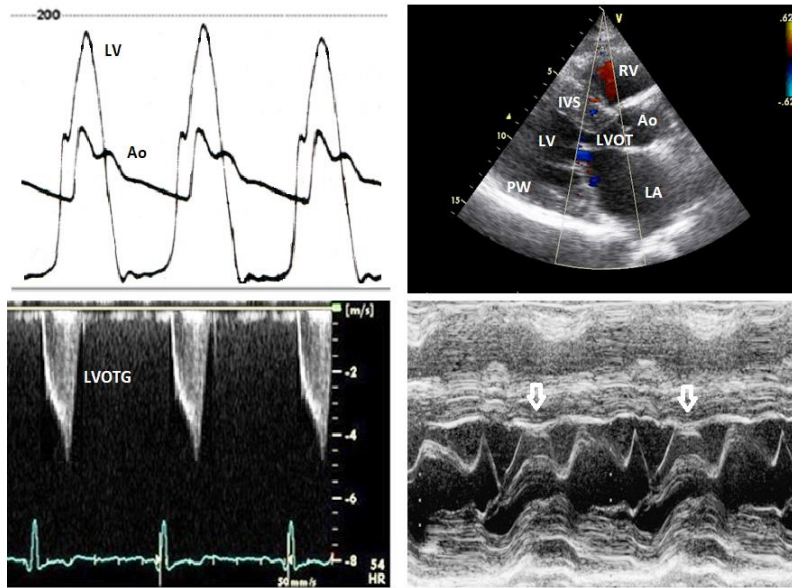 200
LV
Ao
V
.62
RV
5
IVS
Ao
10
LV
LVOT
PW
LA
15
-.62
[m/s]
LVOTG
-2
-4
-6
-8
54
HR
50mm/s